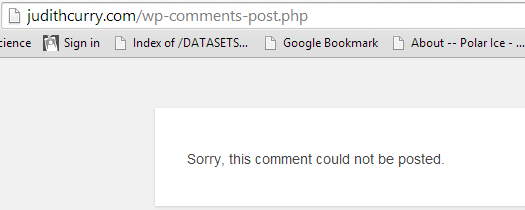 judithcurry.com/wp-comments-post.php
cience Sign in Index of /DATASETS... Google Bookmark About -- Polar Ice - ...
Sorry, this comment could not be posted.